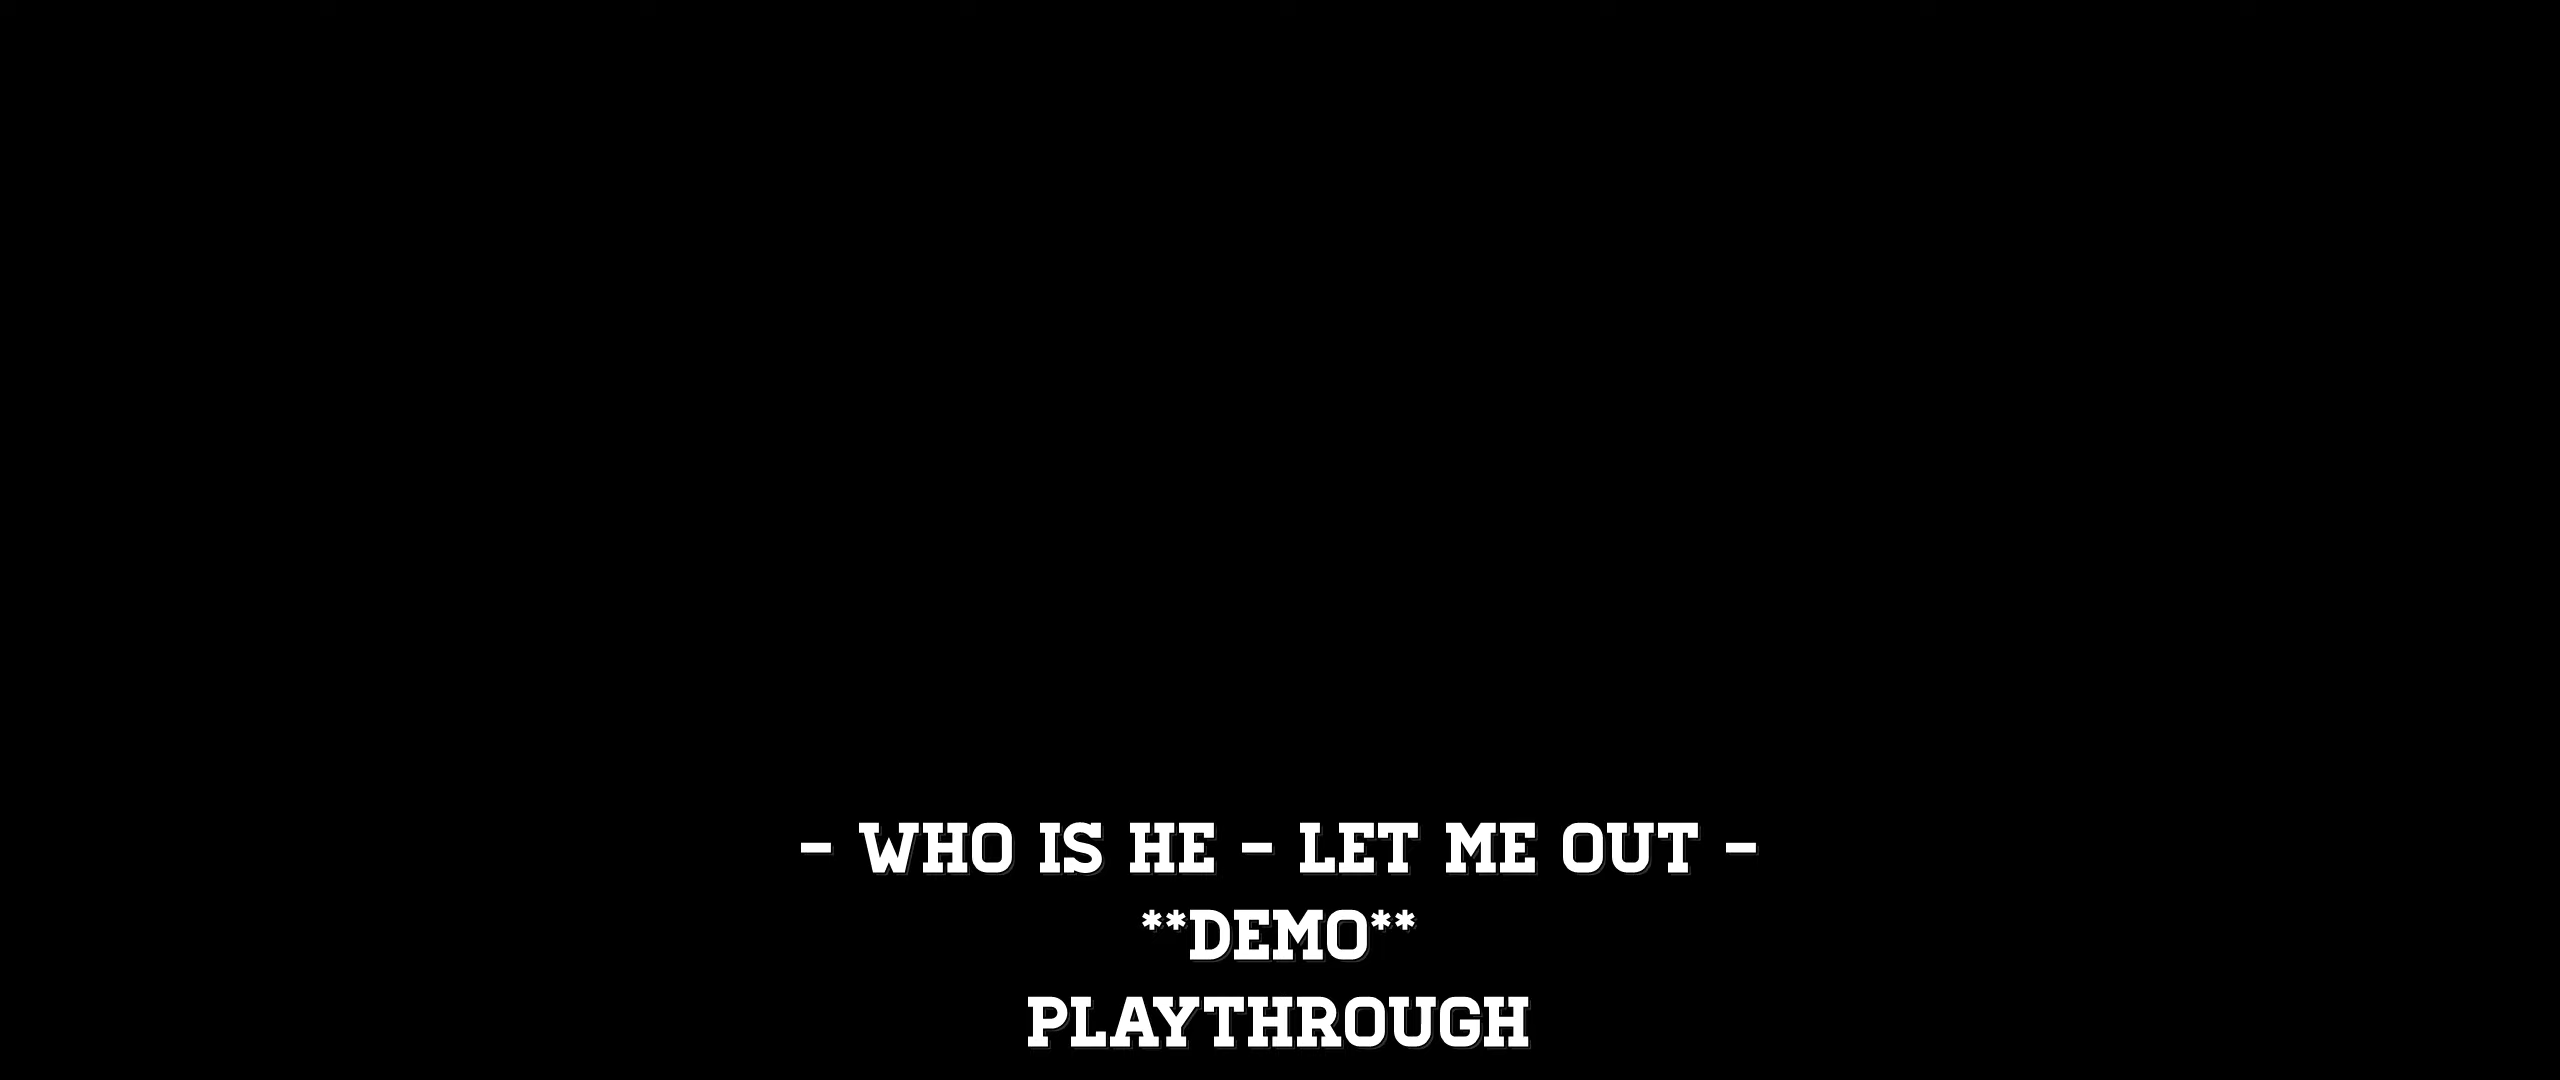 - WHO IS HE - LET ME OUT -
**DEMO**
PLAYTHROUGH